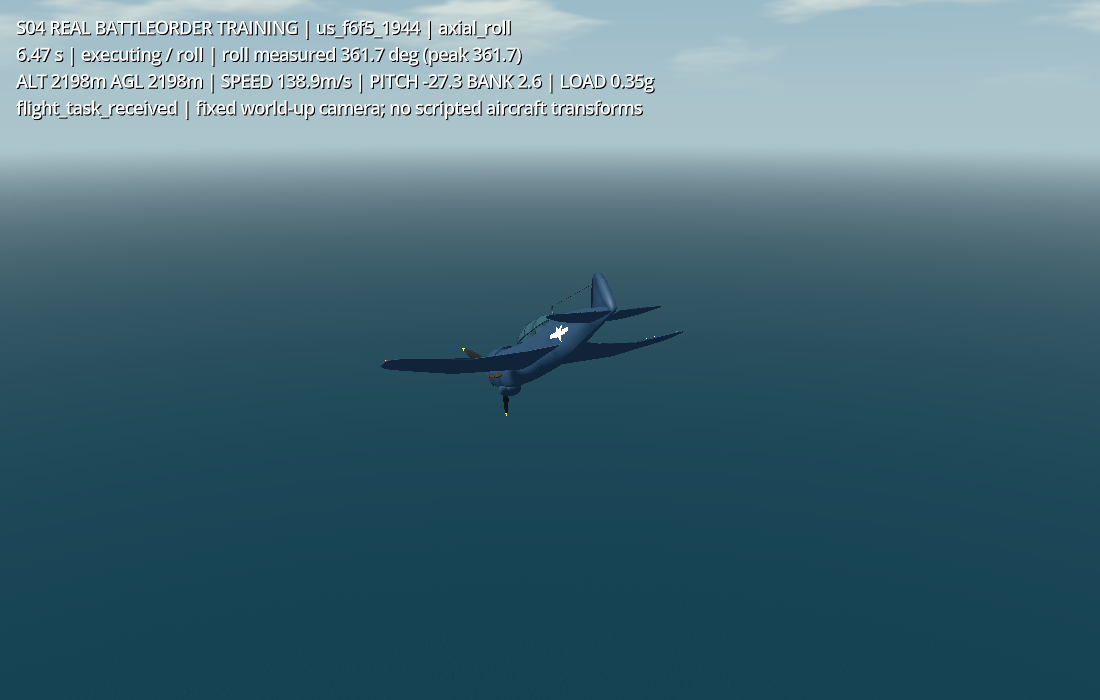 S04 REAL BATTLEORDER TRAINING | us_f6f5_1944 | axial_roll
6.47 s | executing / roll | roll measured 361.7 deg (peak 361.7)
ALT 2198m AGL 2198m | SPEED 138.9m/s | PITCH -27.3 BANK 2.6 | LOAD 0.35g
flight_task_received | fixed world-up camera; no scripted aircraft transforms